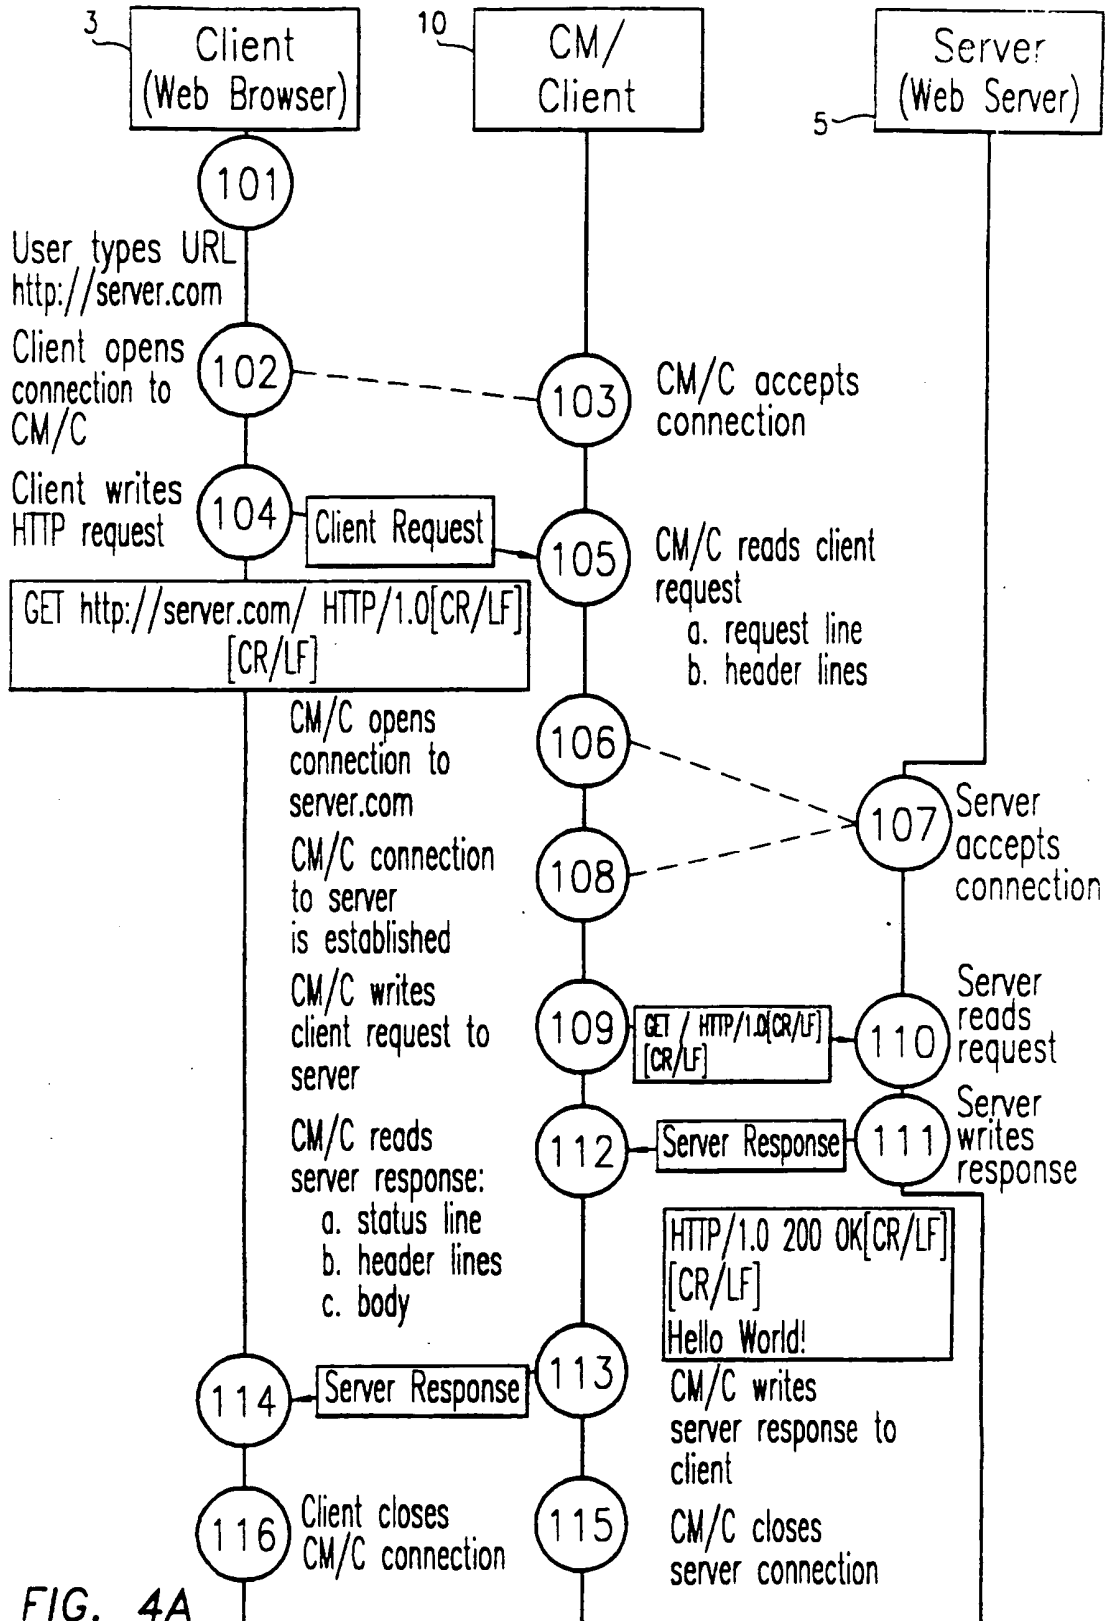 3
Client
(Web Browser)
10
CM/
Client
Server
(Web Server)
5
101
User types URL
http://server.com
Client opens
connection to
CM/C
102
103
CM/C accepts
connection
Client writes
HTTP request
104
Client Request
105
CM/C reads client
request
a. request line
b. header lines
GET http://server.com/ HTTP/1.0[CR/LF]
[CR/LF]
CM/C opens
connection to
server.com
106
107
Server
accepts
connection
CM/C connection
to server
is established
108
CM/C writes
client request to
server
109
GET / HTTP/1.0[CR/LF]
[CR/LF]
110
Server
reads
request
CM/C reads
server response:
a. status line
b. header lines
c. body
112
Server Response
111
Server
writes
response
HTTP/1.0 200 OK[CR/LF]
[CR/LF]
Hello World!
114
Server Response
113
CM/C writes
server response to
client
116
Client closes
CM/C connection
115
CM/C closes
server connection
FIG. 4A